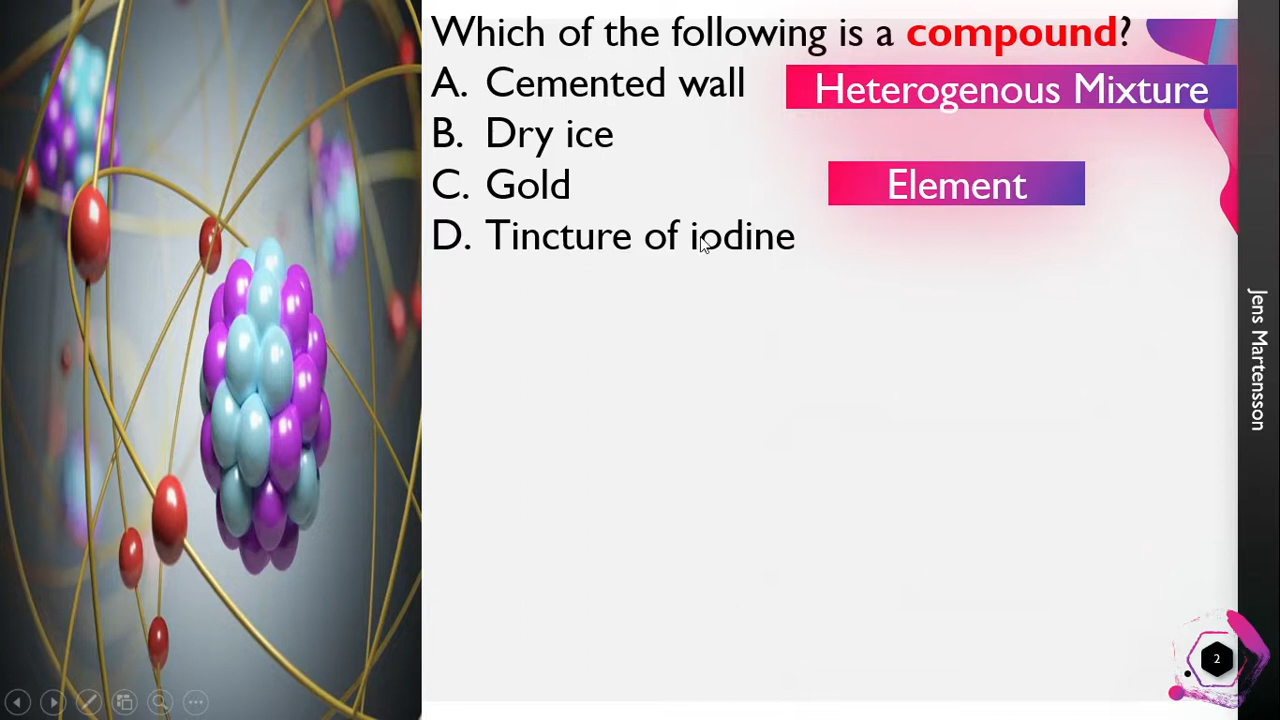 Which of the following is a compound?
A. Cemented wall
Heterogenous Mixture
B. Dry ice
C. Gold
Element
D. Tincture of iodine
Jens Martensson
2